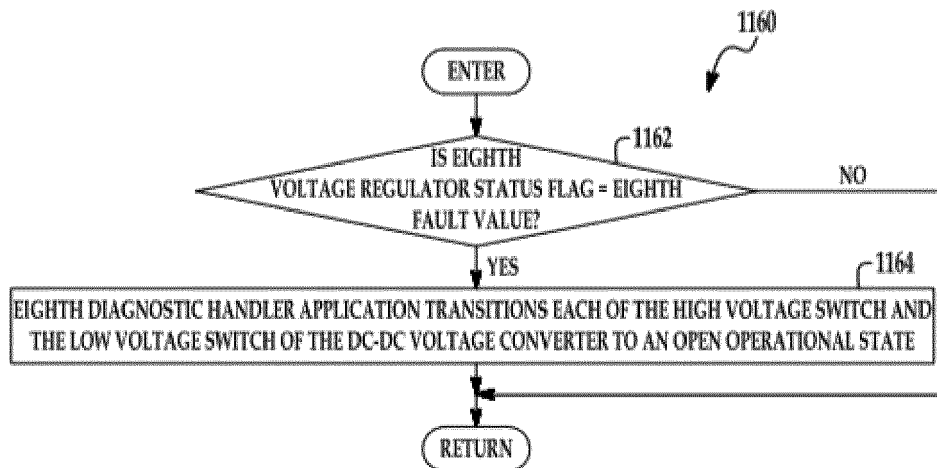 1160
ENTER
1162
IS EIGHTH
VOLTAGE REGULATOR STATUS FLAG = EIGHTH
FAULT VALUE?
NO
YES
1164
EIGHTH DIAGNOSTIC HANDLER APPLICATION TRANSITIONS EACH OF THE HIGH VOLTAGE SWITCH AND
THE LOW VOLTAGE SWITCH OF THE DC-DC VOLTAGE CONVERTER TO AN OPEN OPERATIONAL STATE
RETURN